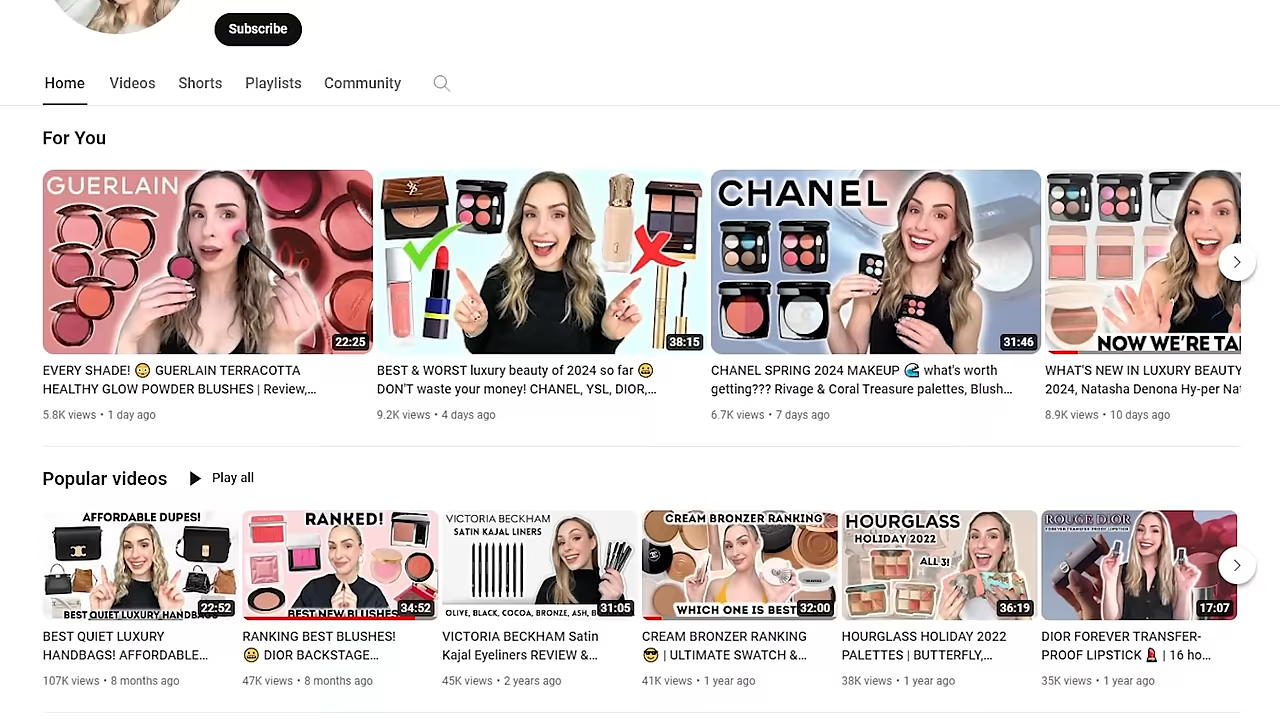 Subscribe
Home Videos Shorts Playlists Community
For You
GUERLAIN
22:25
38:15
CHANEL
31:46
NOW WE'RE TA
EVERY SHADE! 😳 GUERLAIN TERRACOTTA
HEALTHY GLOW POWDER BLUSHES | Review,...
5.8K views • 1 day ago
BEST & WORST luxury beauty of 2024 so far 😬
DON'T waste your money! CHANEL, YSL, DIOR,...
9.2K views • 4 days ago
CHANEL SPRING 2024 MAKEUP 🌊 what's worth
getting??? Rivage & Coral Treasure palettes, Blush...
6.7K views • 7 days ago
WHAT'S NEW IN LUXURY BEAUTY
2024, Natasha Denona Hy-per Nat
8.9K views • 10 days ago
Popular videos Play all
AFFORDABLE DUPES!
BEST QUIET LUXURY HANDBAGS
22:52
RANKED!
BEST NEW BLUSHES
34:52
VICTORIA BECKHAM
SATIN KAJAL LINERS
OLIVE, BLACK, COCOA, BRONZE, ASH, B
31:05
CREAM BRONZER RANKING
WHICH ONE IS BEST
32:00
HOURGLASS
HOLIDAY 2022
ALL 3!
36:19
ROUGE DIOR
FOREVER TRANSFER PROOF LIPSTICK
17:07
BEST QUIET LUXURY
HANDBAGS! AFFORDABLE...
107K views • 8 months ago
RANKING BEST BLUSHES!
😬 DIOR BACKSTAGE...
47K views • 8 months ago
VICTORIA BECKHAM Satin
Kajal Eyeliners REVIEW &...
45K views • 2 years ago
CREAM BRONZER RANKING
😎 | ULTIMATE SWATCH &...
41K views • 1 year ago
HOURGLASS HOLIDAY 2022
PALETTES | BUTTERFLY,...
38K views • 1 year ago
DIOR FOREVER TRANSFER-
PROOF LIPSTICK 💄 | 16 ho...
35K views • 1 year ago